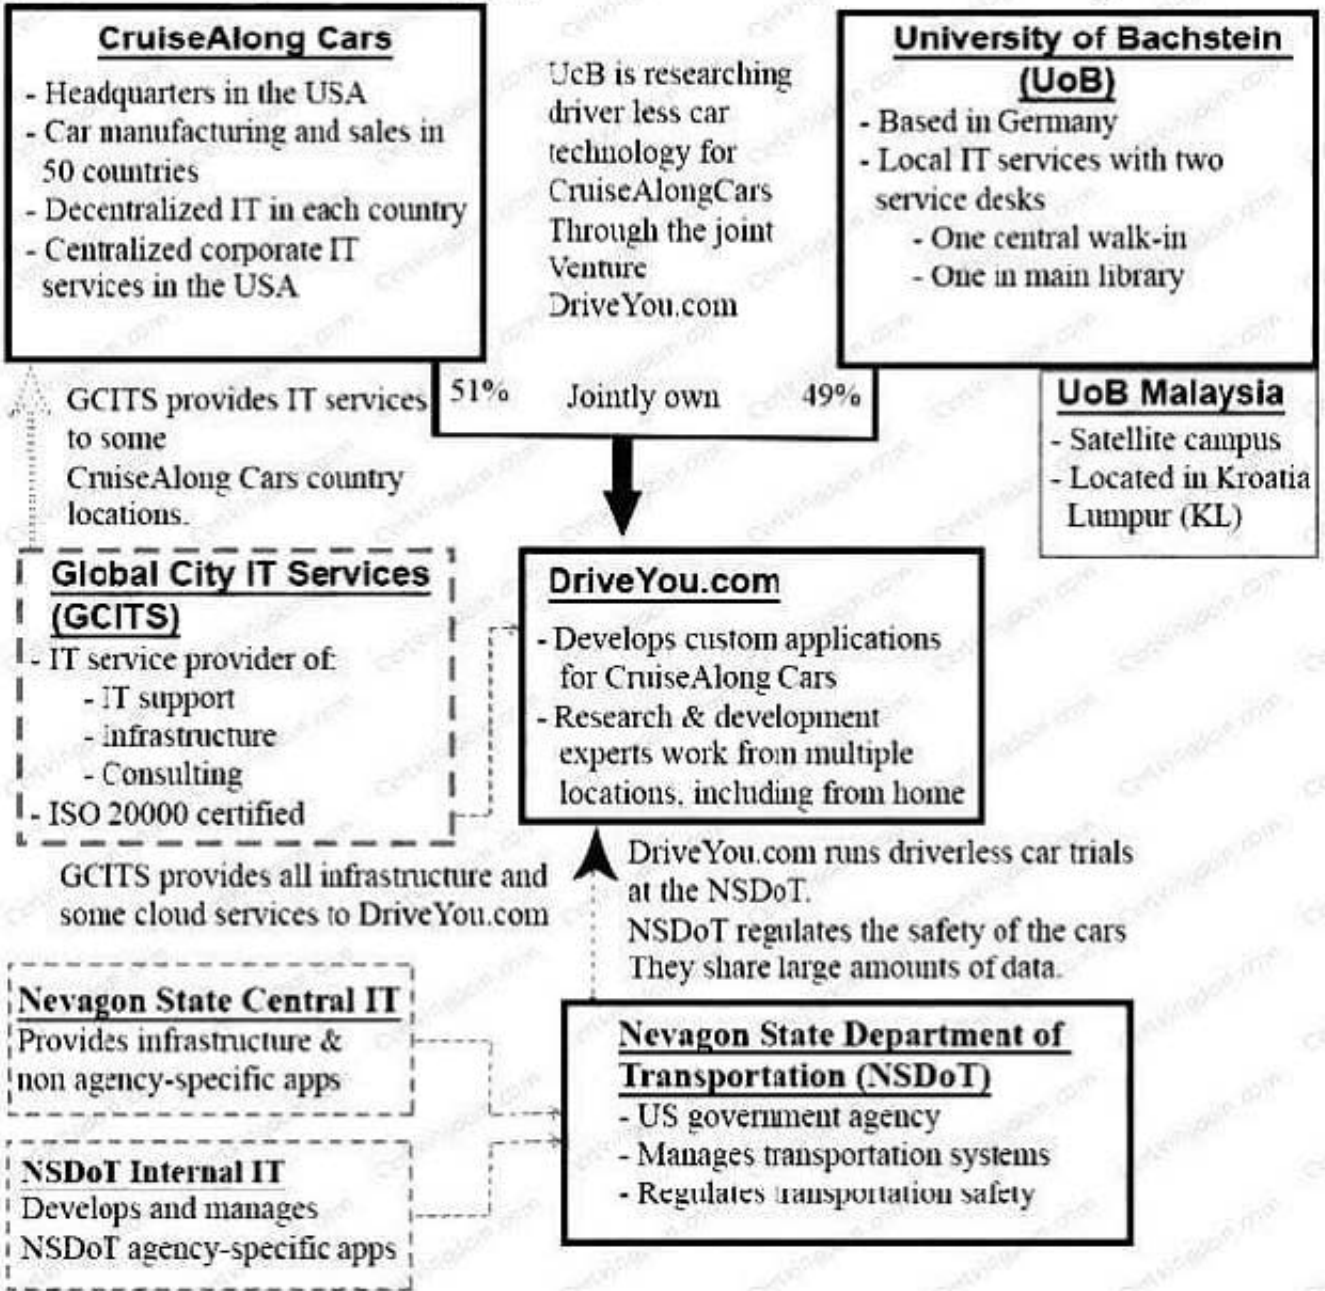 CruiseAlong Cars
- Headquarters in the USA
- Car manufacturing and sales in
50 countries
- Decentralized IT in each country
- Centralized corporate IT
services in the USA
UcB is researching
driver less car
technology for
CruiseAlongCars
Through the joint
Venture
DriveYou.com
University of Bachstein
(UoB)
- Based in Germany
- Local IT services with two
service desks
- One central walk-in
- One in main library
51% Jointly own 49%
UoB Malaysia
- Satellite campus
- Located in Kroatia
Lumpur (KL)
GCITS provides IT services
to some
CruiseAlong Cars country
locations.
Global City IT Services
(GCITS)
- IT service provider of:
- IT support
- infrastructure
- Consulting
- ISO 20000 certified
DriveYou.com
- Develops custom applications
for CruiseAlong Cars
- Research & development
experts work from multiple
locations, including from home
GCITS provides all infrastructure and
some cloud services to DriveYou.com
DriveYou.com runs driverless car trials
at the NSDoT.
NSDoT regulates the safety of the cars
They share large amounts of data.
Nevagon State Central IT
Provides infrastructure &
non agency-specific apps
NSDoT Internal IT
Develops and manages
NSDoT agency-specific apps
Nevagon State Department of
Transportation (NSDoT)
- US government agency
- Manages transportation systems
- Regulates transportation safety